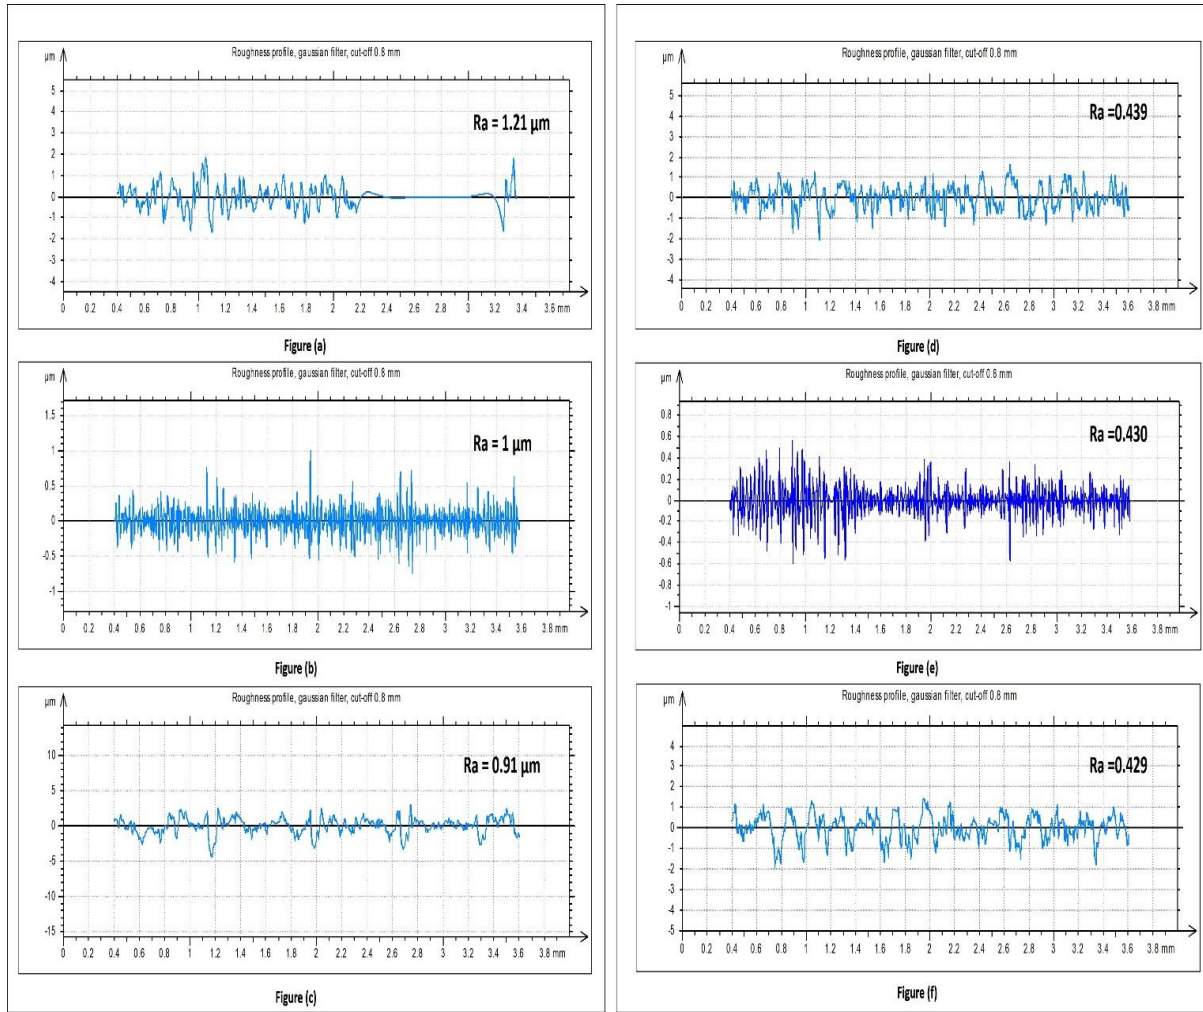 Roughness profile, gaussian filter, cut-off 0.8 mm
µm
Ra = 1.21 µm
5
4
3
2
1
0
-1
-2
-3
-4
0 0.2 0.4 0.6 0.8 1 1.2 1.4 1.6 1.8 2 2.2 2.4 2.6 2.8 3 3.2 3.4 3.6 3.8 mm
Figure (a)
Roughness profile, gaussian filter, cut-off 0.8 mm
µm
Ra = 1 µm
1.5
1
0.5
0
-0.5
-1
0 0.2 0.4 0.6 0.8 1 1.2 1.4 1.6 1.8 2 2.2 2.4 2.6 2.8 3 3.2 3.4 3.6 3.8 mm
Figure (b)
Roughness profile, gaussian filter, cut-off 0.8 mm
µm
Ra = 0.91 µm
10
5
0
-5
-10
-15
0 0.2 0.4 0.6 0.8 1 1.2 1.4 1.6 1.8 2 2.2 2.4 2.6 2.8 3 3.2 3.4 3.6 3.8 mm
Figure (c)
Roughness profile, gaussian filter, cut-off 0.8 mm
µm
Ra =0.439
5
4
3
2
1
0
-1
-2
-3
-4
0 0.2 0.4 0.6 0.8 1 1.2 1.4 1.6 1.8 2 2.2 2.4 2.6 2.8 3 3.2 3.4 3.6 3.8 mm
Figure (d)
Roughness profile, gaussian filter, cut-off 0.8 mm
µm
Ra =0.430
0.8
0.6
0.4
0.2
0
-0.2
-0.4
-0.6
-0.8
-1
0 0.2 0.4 0.6 0.8 1 1.2 1.4 1.6 1.8 2 2.2 2.4 2.6 2.8 3 3.2 3.4 3.6 3.8 mm
Figure (e)
Roughness profile, gaussian filter, cut-off 0.8 mm
µm
Ra =0.429
4
3
2
1
0
-1
-2
-3
-4
-5
0 0.2 0.4 0.6 0.8 1 1.2 1.4 1.6 1.8 2 2.2 2.4 2.6 2.8 3 3.2 3.4 3.6 3.8 mm
Figure (f)